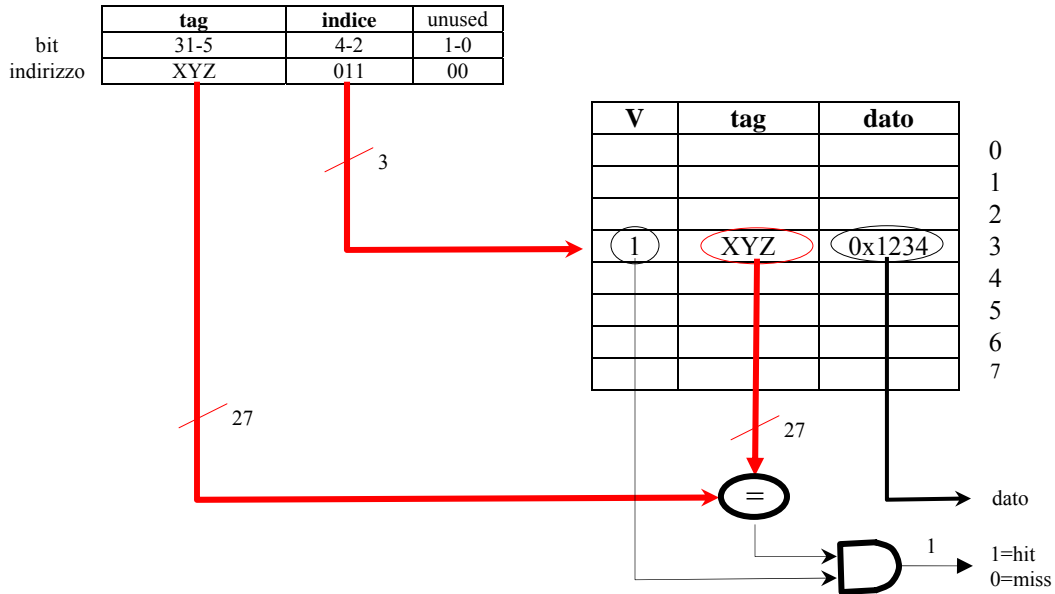 tag indice unused
bit 31-5 4-2 1-0
indirizzo XYZ 011 00
V tag dato
0
3
1
2
1 XYZ 0x1234 3
4
5
6
7
27
27
=
dato
1
1=hit
0=miss